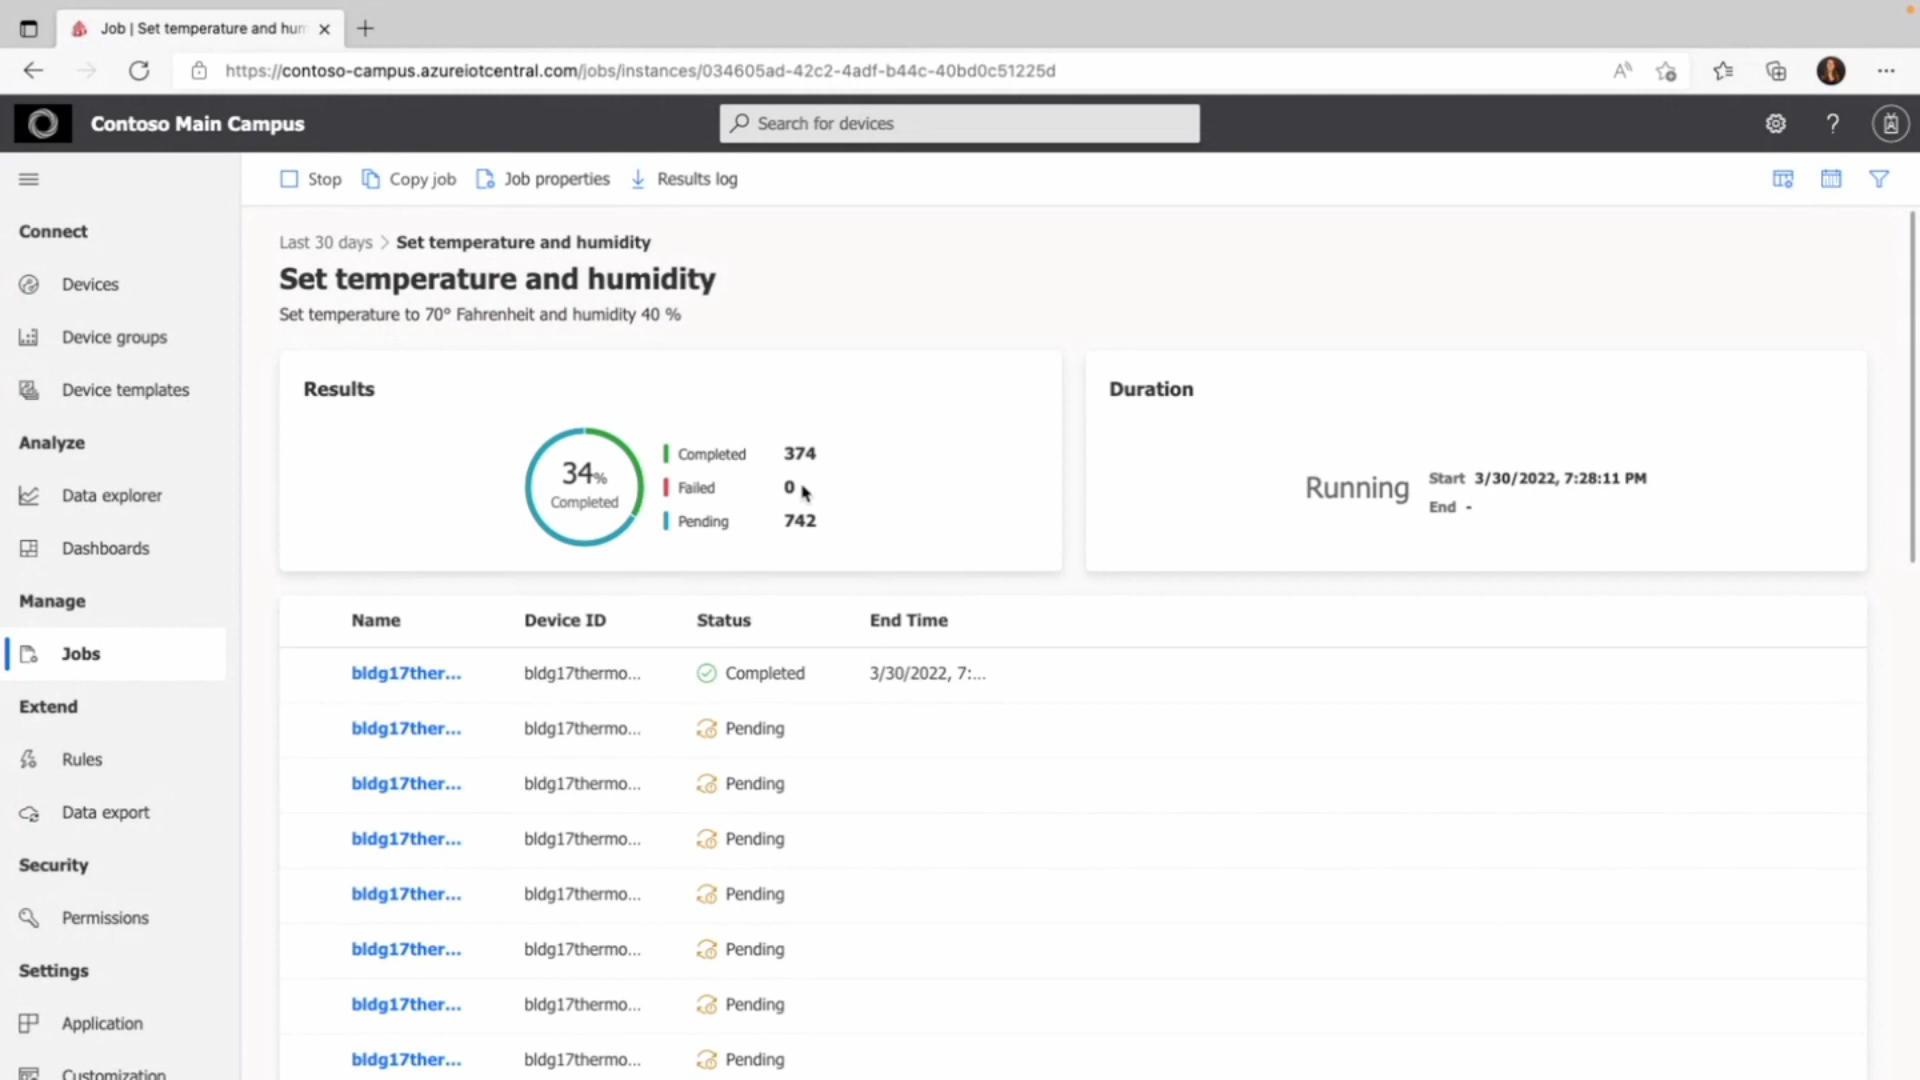 Job | Set temperature and hum
https://contoso-campus.azureiotcentral.com/jobs/instances/034605ad-42c2-4adf-b44c-40bd0c51225d
Contoso Main Campus
Search for devices
Stop
Copy job
Job properties
Results log
Connect
Devices
Device groups
Device templates
Analyze
Data explorer
Dashboards
Manage
Jobs
Extend
Rules
Data export
Security
Permissions
Settings
Application
Customization
Last 30 days > Set temperature and humidity
Set temperature and humidity
Set temperature to 70° Fahrenheit and humidity 40 %
Results
34%
Completed
Completed 374
Failed 0
Pending 742
Duration
Running
Start 3/30/2022, 7:28:11 PM
End -
Name Device ID Status End Time
bldg17ther... bldg17thermo... Completed 3/30/2022, 7:...
bldg17ther... bldg17thermo... Pending
bldg17ther... bldg17thermo... Pending
bldg17ther... bldg17thermo... Pending
bldg17ther... bldg17thermo... Pending
bldg17ther... bldg17thermo... Pending
bldg17ther... bldg17thermo... Pending
bldg17ther... bldg17thermo... Pending